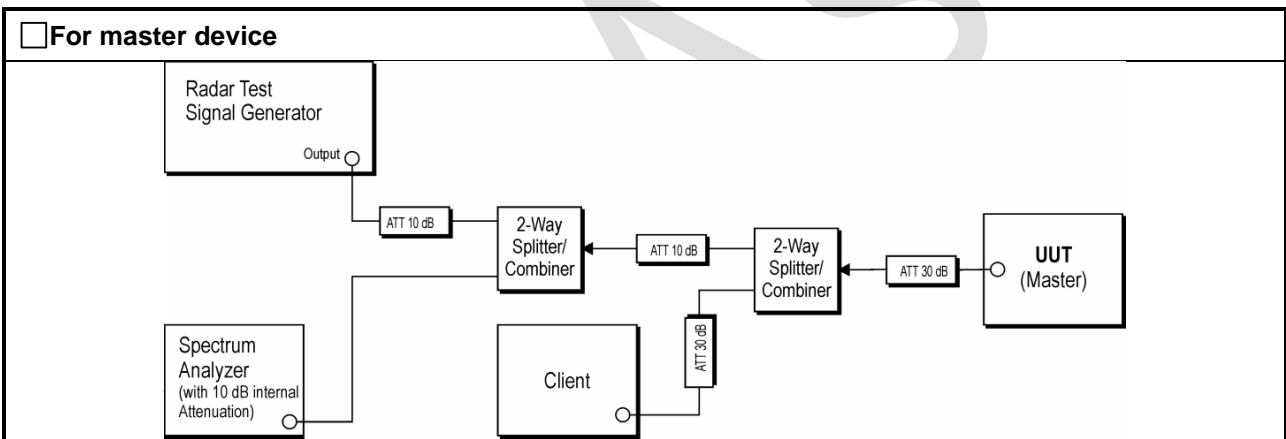 ☐For master device
Radar Test
Signal Generator
Output
ATT 10 dB
2-Way
Splitter/
Combiner
ATT 10 dB
2-Way
Splitter/
Combiner
ATT 30 dB
UUT
(Master)
Spectrum
Analyzer
(with 10 dB internal
Attenuation)
Client
ATT 30 dB